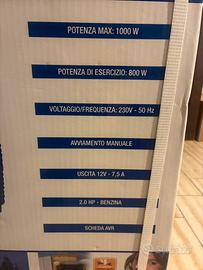 POTENZA MAX: 1000 W
POTENZA DI ESERCIZIO: 800 W
VOLTAGGIO/FREQUENZA: 230V - 50 Hz
AVVIAMENTO MANUALE
USCITA 12V - 7,5 A
2.0 HP - BENZINA
SCHEDA AVR